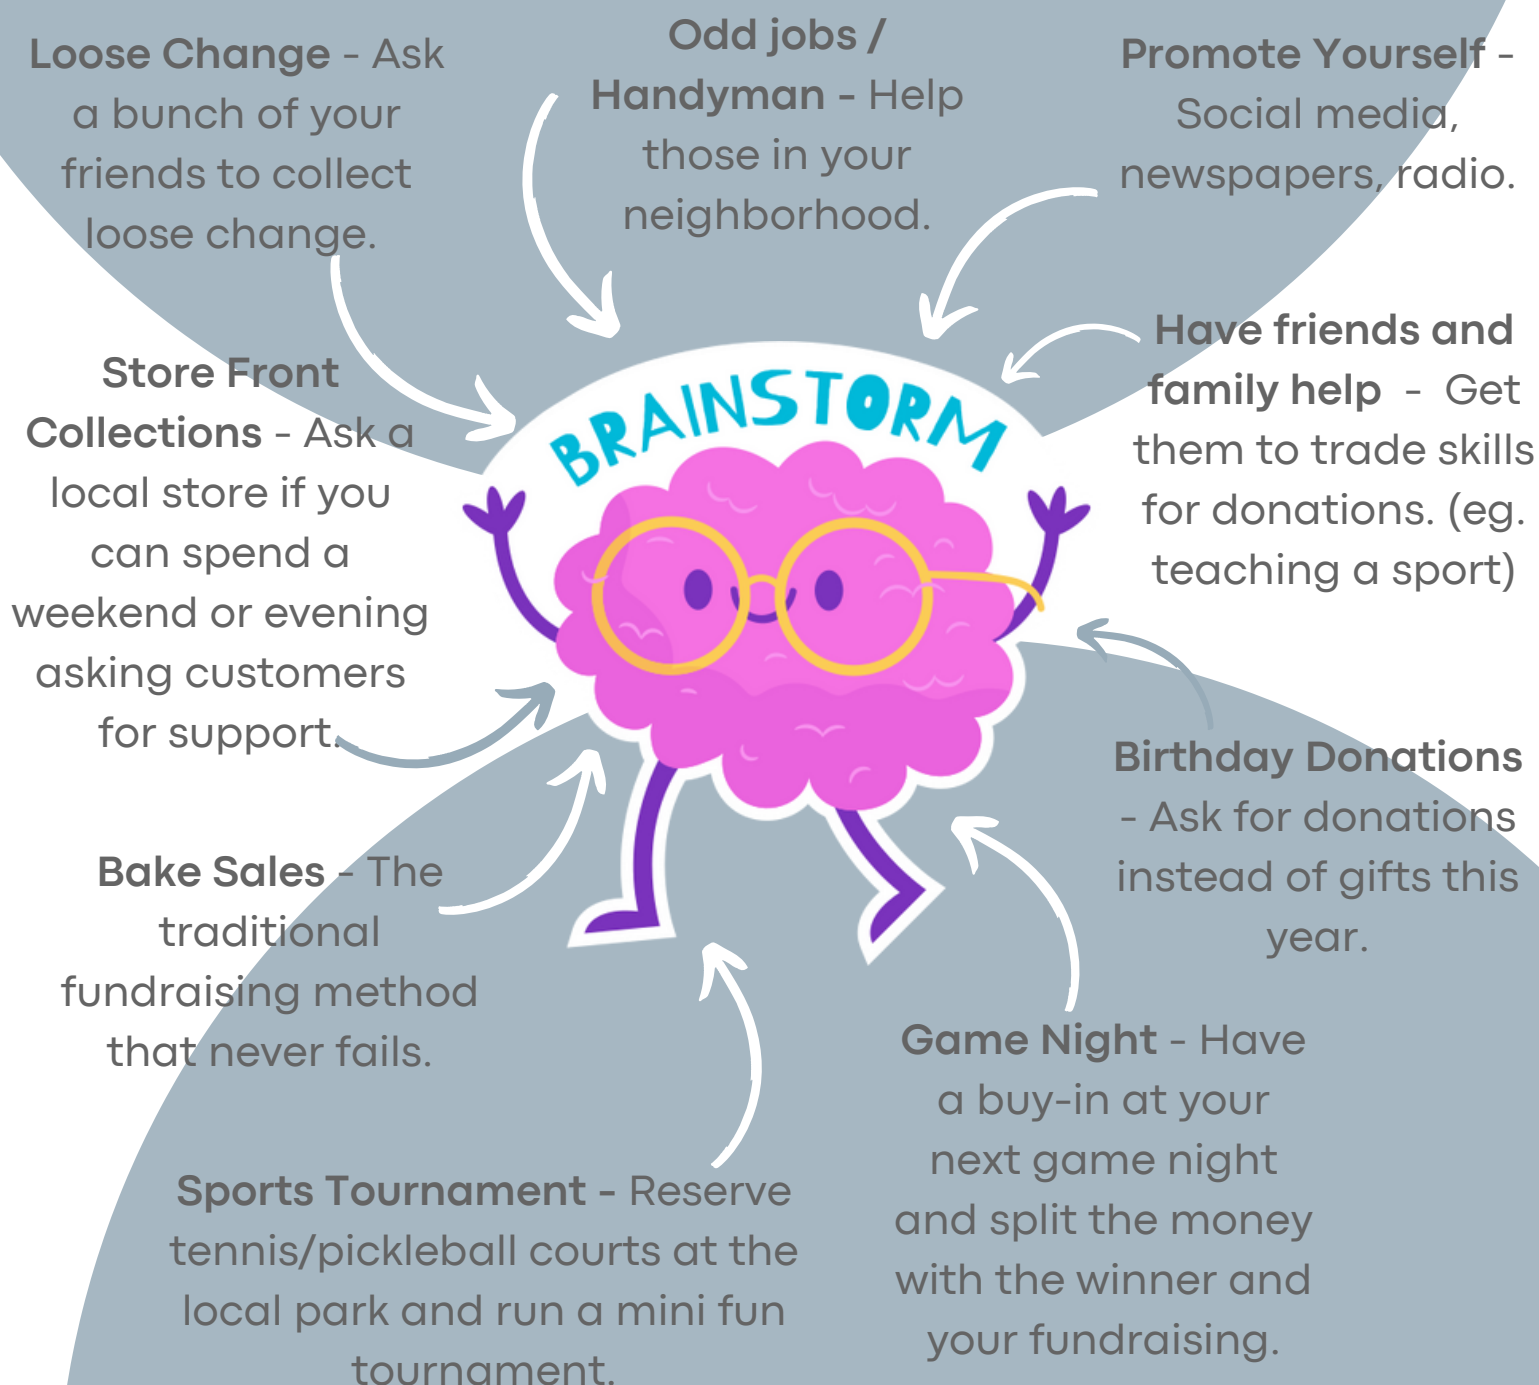 Loose Change - Ask
a bunch of your
friends to collect
loose change.
Odd jobs /
Handyman - Help
those in your
neighborhood.
Promote Yourself -
Social media,
newspapers, radio.
Store Front
Collections - Ask a
local store if you
can spend a
weekend or evening
asking customers
for support.
BRAINSTORM
Have friends and
family help - Get
them to trade skills
for donations. (eg.
teaching a sport)
Birthday Donations
- Ask for donations
instead of gifts this
year.
Bake Sales - The
traditional
fundraising method
that never fails.
Sports Tournament - Reserve
tennis/pickleball courts at the
local park and run a mini fun
tournament.
Game Night - Have
a buy-in at your
next game night
and split the money
with the winner and
your fundraising.